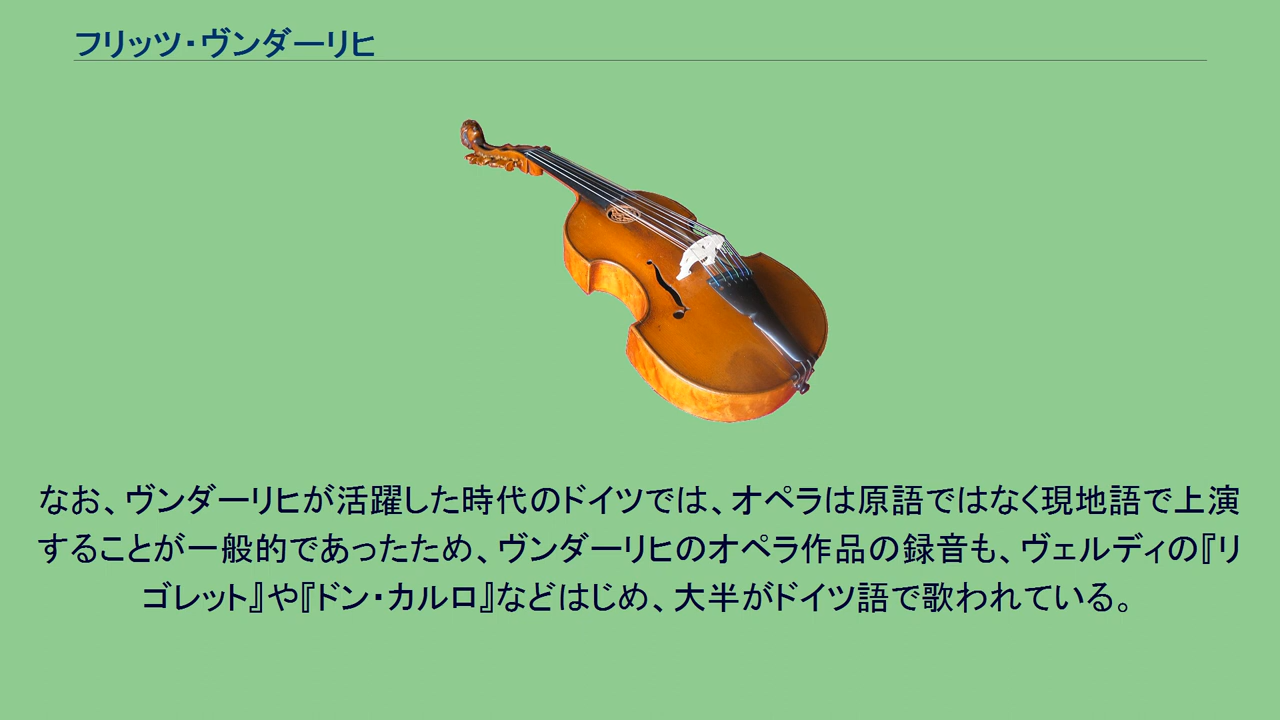 フリッツ・ヴンダーリヒ
なお、ヴンダーリヒが活躍した時代のドイツでは、オペラは原語ではなく現地語で上演
することが一般的であったため、ヴンダーリヒのオペラ作品の録音も、ヴェルディの『リ
ゴレット』や『ドン・カルロ』などはじめ、大半がドイツ語で歌われている。